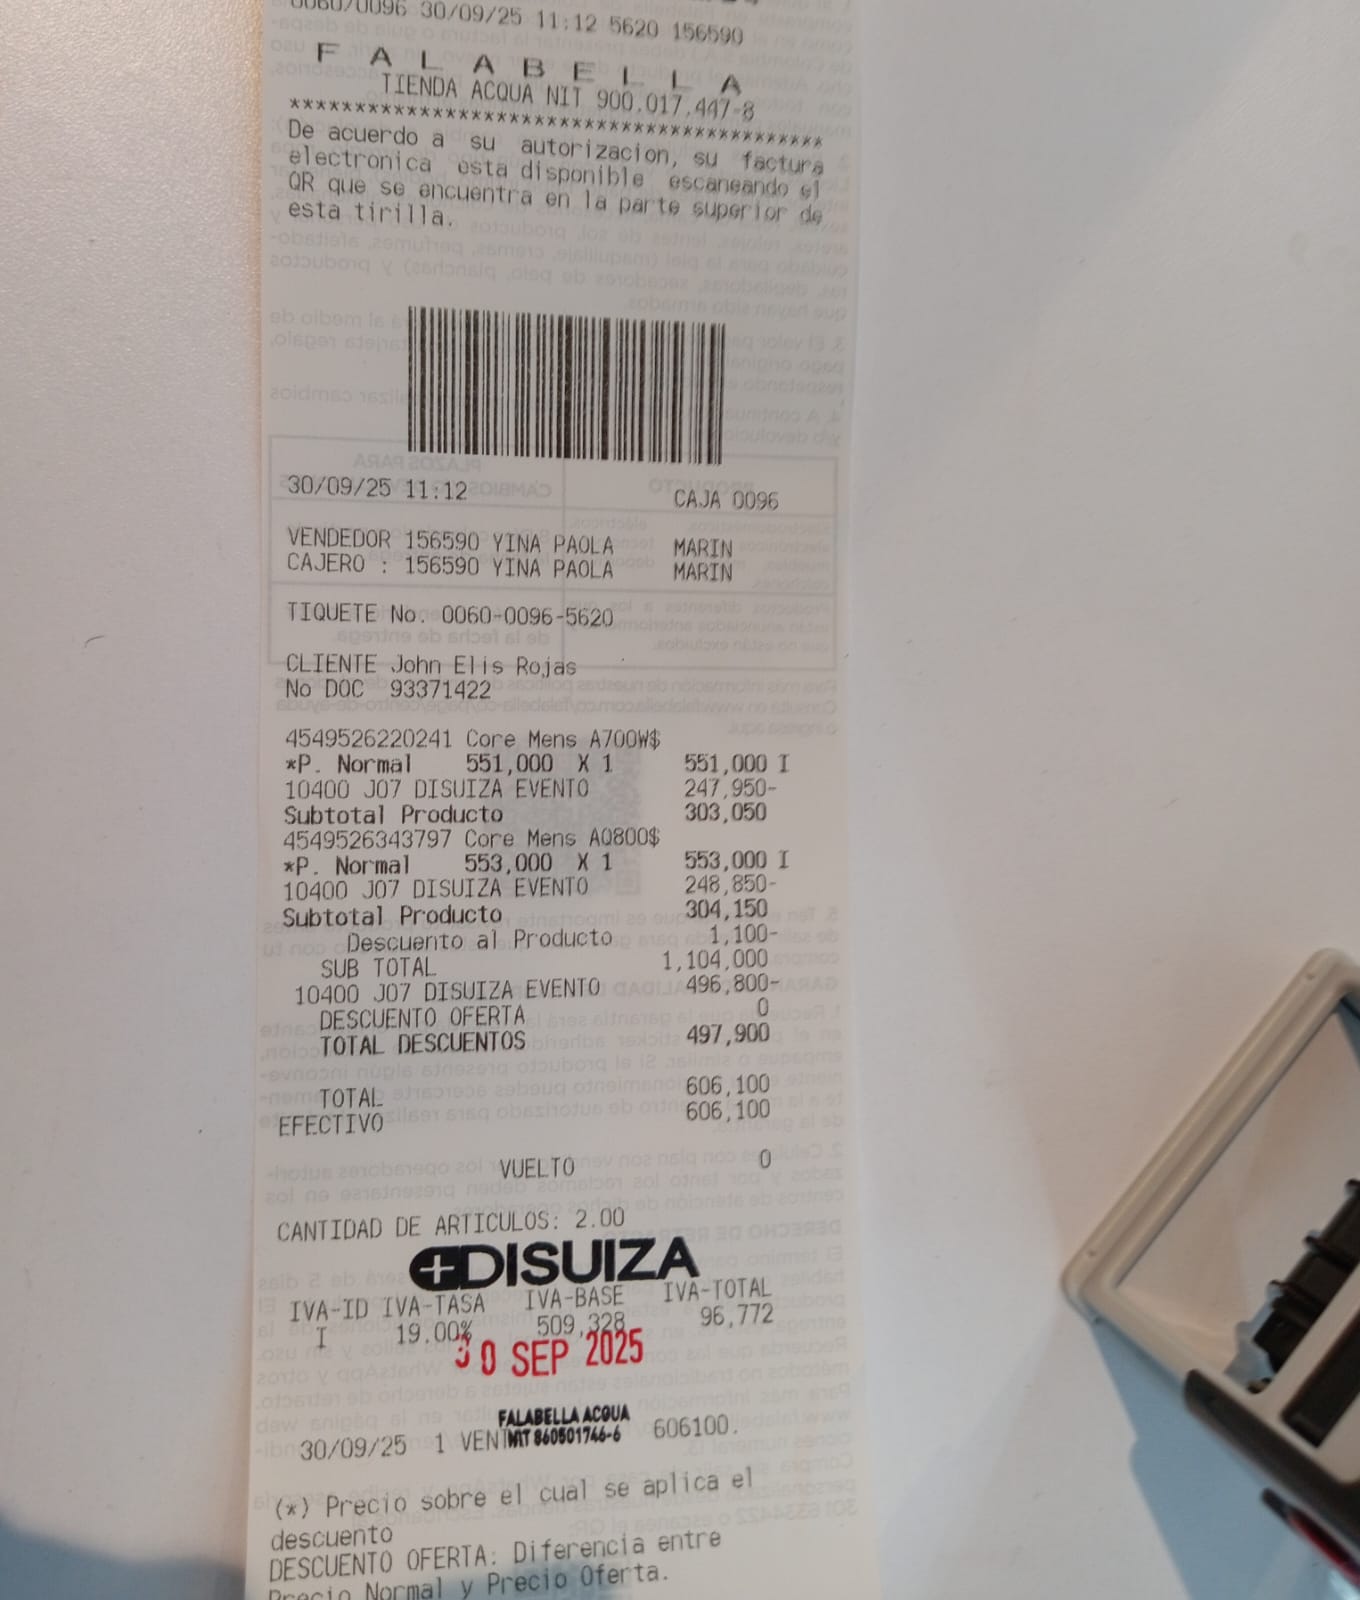 0060/0096 30/09/25 11:12 5620 156590
F A L A B E L L A
TIENDA ACQUA NIT 900.017.447-8
*****************************************
De acuerdo a su autorizacion, su factura
electronica esta disponible escaneando el
QR que se encuentra en la parte superior de
esta tirilla.
30/09/25 11:12 CAJA 0096
VENDEDOR 156590 YINA PAOLA MARIN
CAJERO : 156590 YINA PAOLA MARIN
TIQUETE No. 0060-0096-5620
CLIENTE John Elis Rojas
No DOC 93371422
4549526220241 Core Mens A700W$
*P. Normal 551,000 X 1 551,000 I
10400 J07 DISUIZA EVENTO 247,950-
Subtotal Producto 303,050
4549526343797 Core Mens AQ800$
*P. Normal 553,000 X 1 553,000 I
10400 J07 DISUIZA EVENTO 248,850-
Subtotal Producto 304,150
Descuento al Producto 1,100-
SUB TOTAL 1,104,000
10400 J07 DISUIZA EVENTO 496,800-
DESCUENTO OFERTA 0
TOTAL DESCUENTOS 497,900
TOTAL 606,100
EFECTIVO 606,100
VUELTO 0
CANTIDAD DE ARTICULOS: 2.00
DISUIZA
IVA-ID IVA-TASA IVA-BASE IVA-TOTAL
I 19.00% 509,328 96,772
30 SEP 2025
FALABELLA ACQUA
NIT 860501746-6
30/09/25 1 VENT 606100.
(*) Precio sobre el cual se aplica el
descuento
DESCUENTO OFERTA: Diferencia entre
Precio Normal y Precio Oferta.